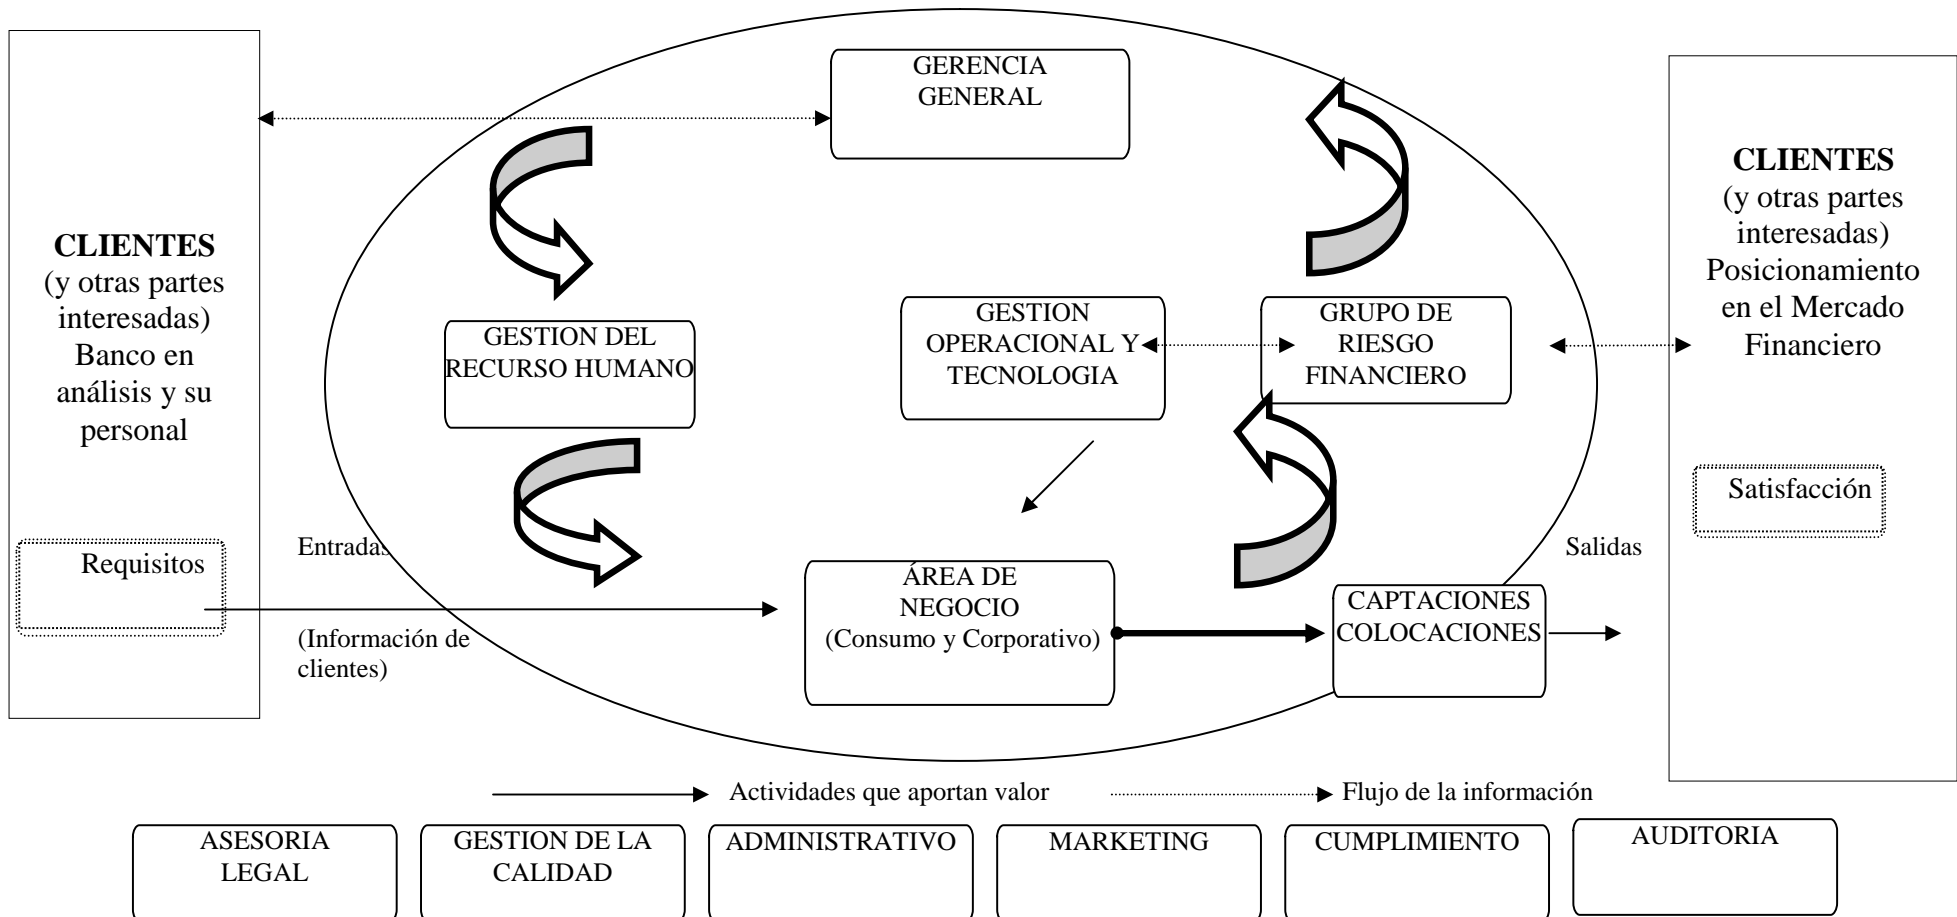 CLIENTES
(y otras partes
interesadas)
Banco en
análisis y su
personal
Requisitos
Entradas
(Información de
clientes)
GERENCIA
GENERAL
GESTION DEL
RECURSO HUMANO
GESTION
OPERACIONAL Y
TECNOLOGIA
GRUPO DE
RIESGO
FINANCIERO
ÁREA DE
NEGOCIO
(Consumo y Corporativo)
CAPTACIONES
COLOCACIONES
Salidas
CLIENTES
(y otras partes
interesadas)
Posicionamiento
en el Mercado
Financiero
Satisfacción
Actividades que aportan valor
Flujo de la información
ASESORIA
LEGAL
GESTION DE LA
CALIDAD
ADMINISTRATIVO
MARKETING
CUMPLIMIENTO
AUDITORIA